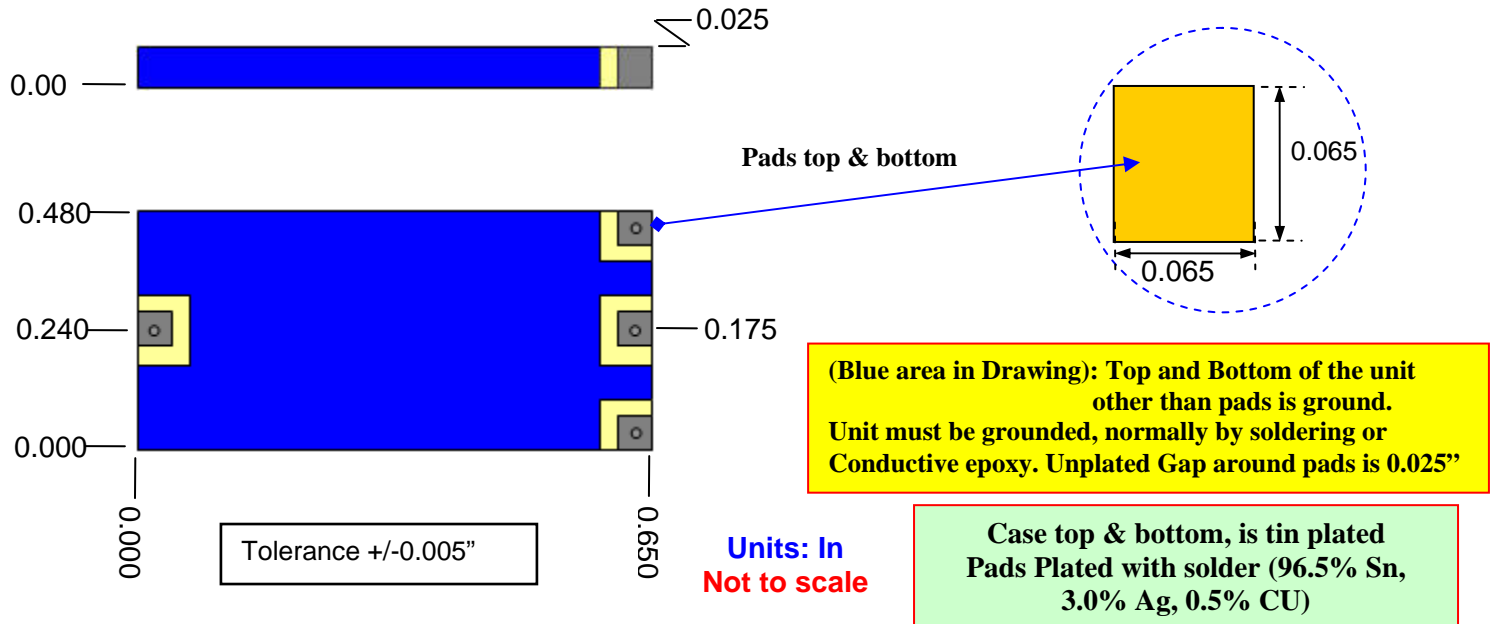 0.025
0.00
Pads top & bottom
0.065
0.065
0.480
0.240
0.175
0.000
0.000
0.650
Tolerance +/-0.005”
Units: In
Not to scale
(Blue area in Drawing): Top and Bottom of the unit
other than pads is ground.
Unit must be grounded, normally by soldering or
Conductive epoxy. Unplated Gap around pads is 0.025”
Case top & bottom, is tin plated
Pads Plated with solder (96.5% Sn,
3.0% Ag, 0.5% CU)